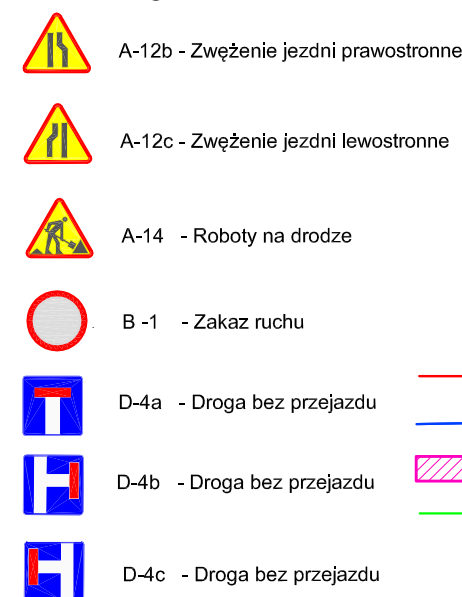 A-12b - Zwężenie jezdni prawostronne
A-12c - Zwężenie jezdni lewostronne
A-14 - Roboty na drodze
B -1 - Zakaz ruchu
D-4a - Droga bez przejazdu
D-4b - Droga bez przejazdu
D-4c - Droga bez przejazdu